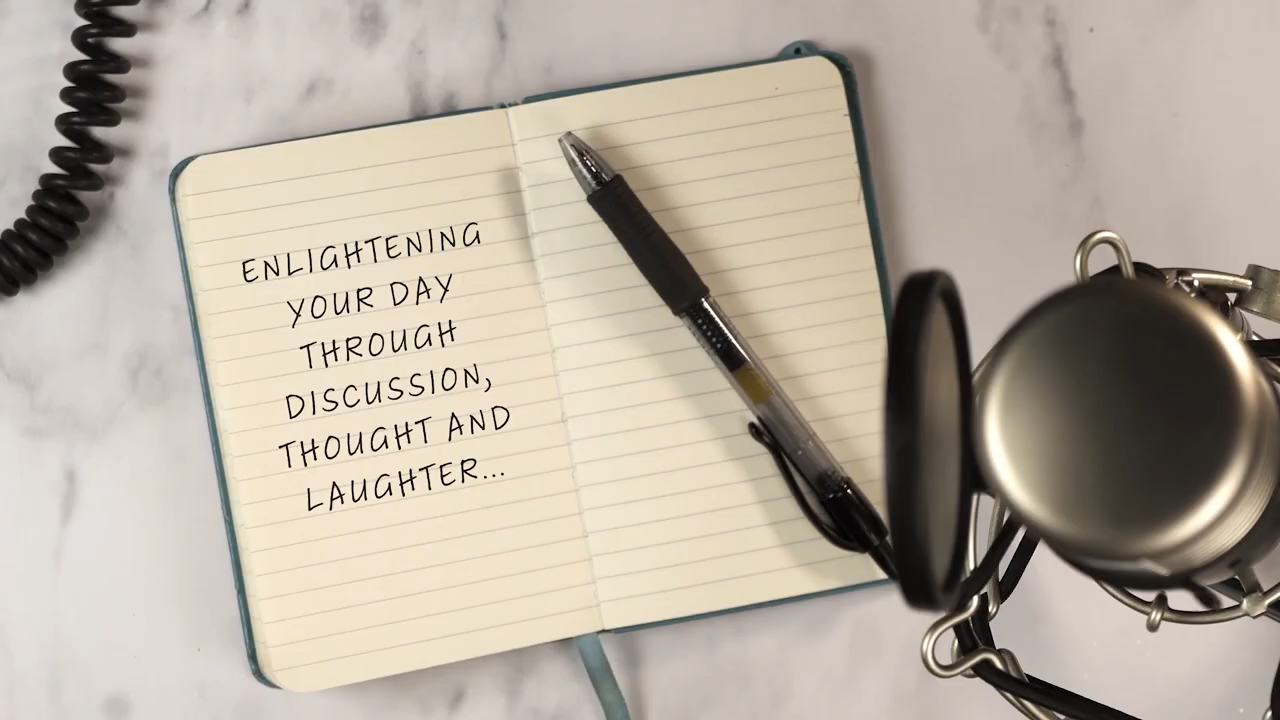 ENLIGHTENING
YOUR DAY
THROUGH
DISCUSSION,
THOUGHT AND
LAUGHTER...